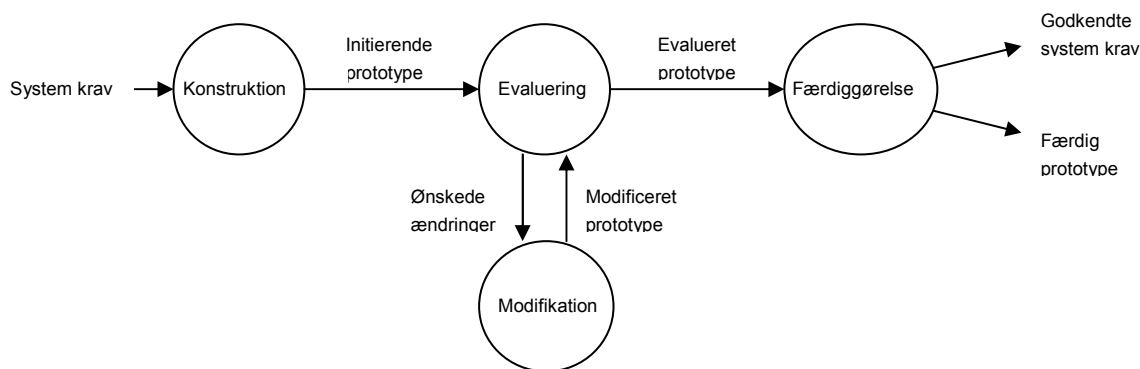 System krav
Konstruktion
Initierende
prototype
Evaluering
Evalueret
prototype
Færdiggørelse
Godkendte
system krav
Færdig
prototype
Ønskede
ændringer
Modificeret
prototype
Modifikation